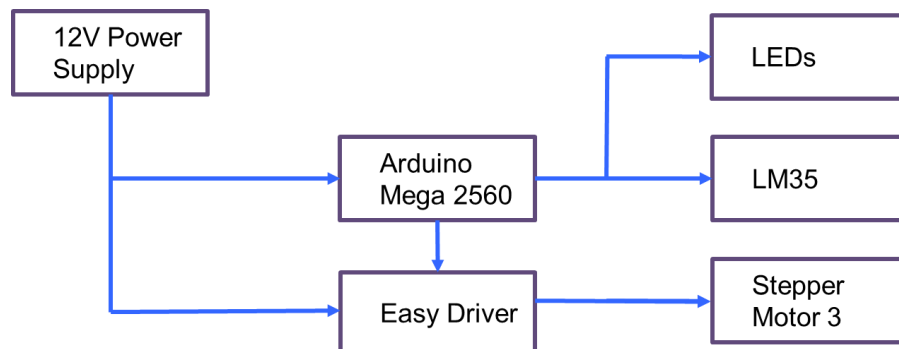 12V Power
Supply
LEDs
Arduino
Mega 2560
LM35
Easy Driver
Stepper
Motor 3